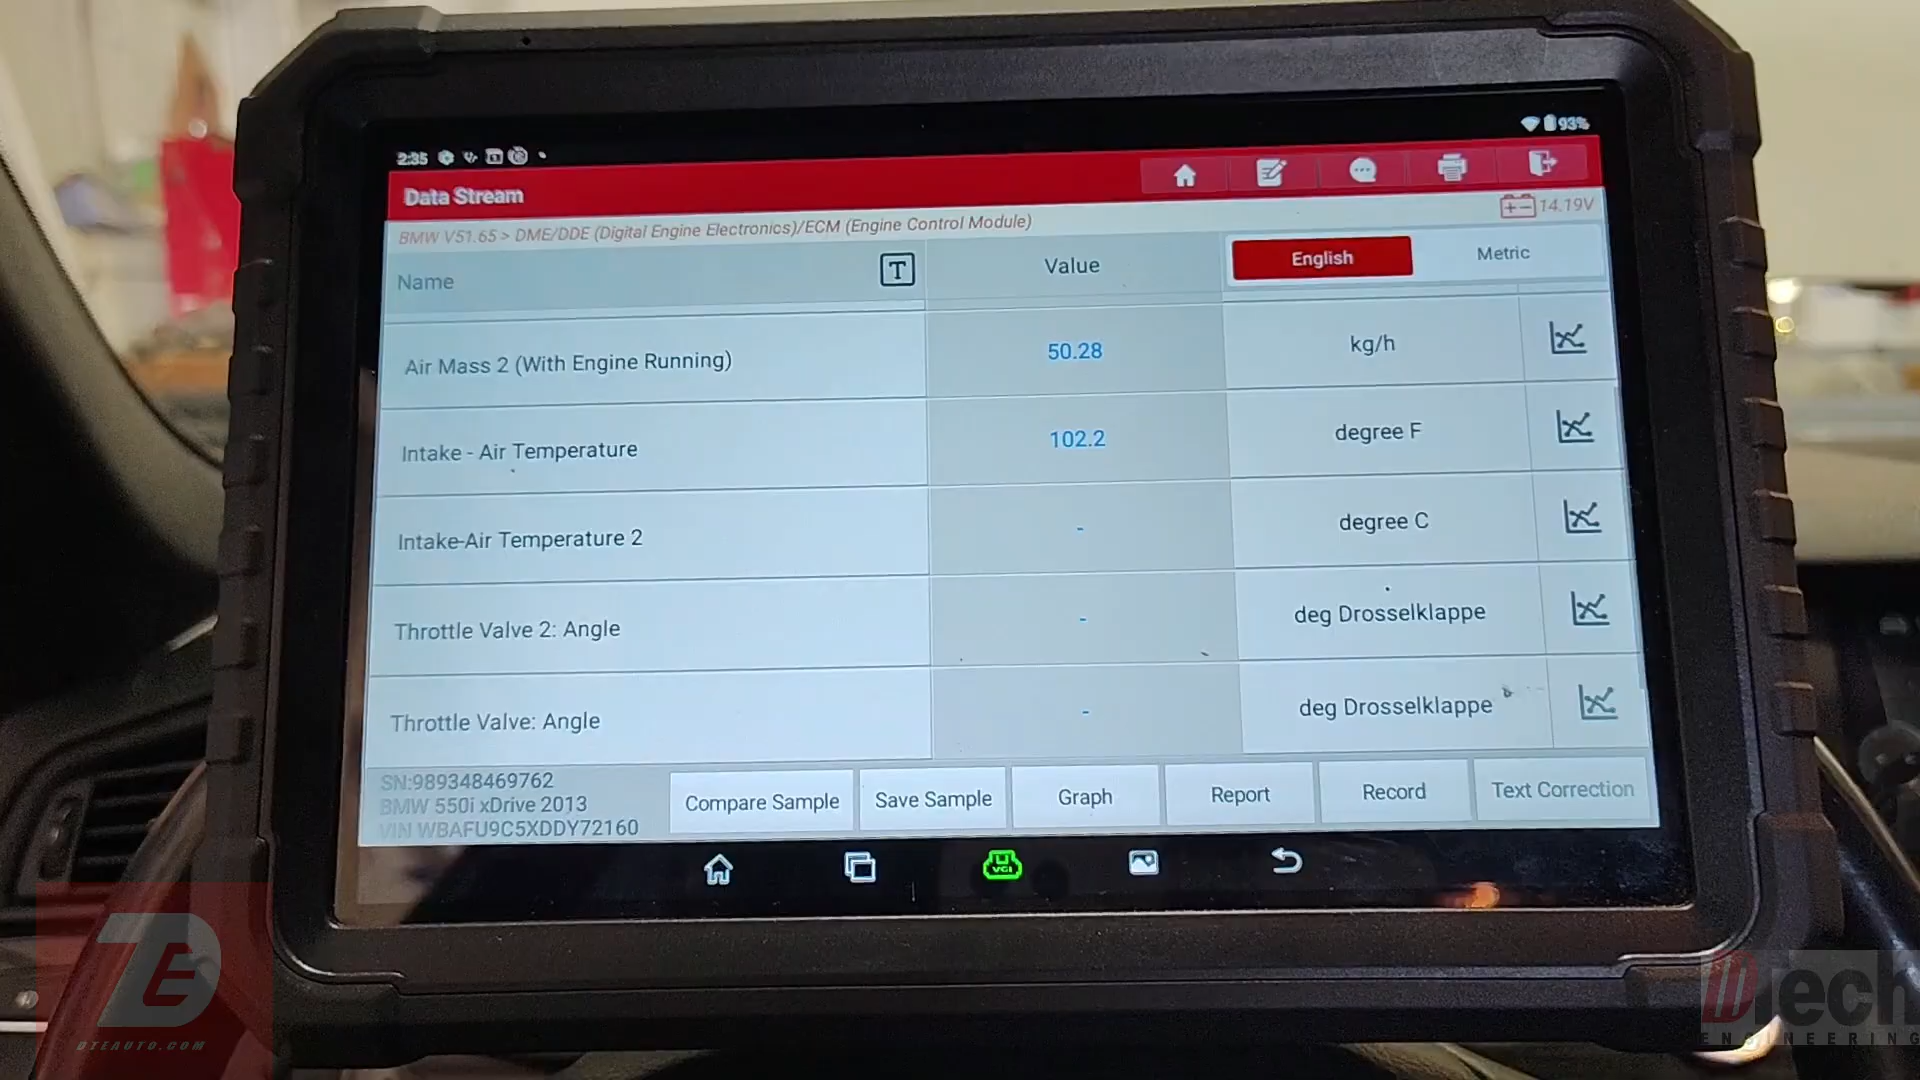 2:35
93%
Data Stream
BMW V51.65 > DME/DDE (Digital Engine Electronics)/ECM (Engine Control Module)
14.19V
Name
T
Value
English
Metric
Air Mass 2 (With Engine Running)
50.28
kg/h
Intake - Air Temperature
102.2
degree F
Intake-Air Temperature 2
-
degree C
Throttle Valve 2: Angle
-
deg Drosselklappe
Throttle Valve: Angle
-
deg Drosselklappe
SN:989348469762
BMW 550i xDrive 2013
VIN WBAFU9C5XDDY72160
Compare Sample
Save Sample
Graph
Report
Record
Text Correction
VCI
DTEAUTO.COM
Tech
ENGINEERING